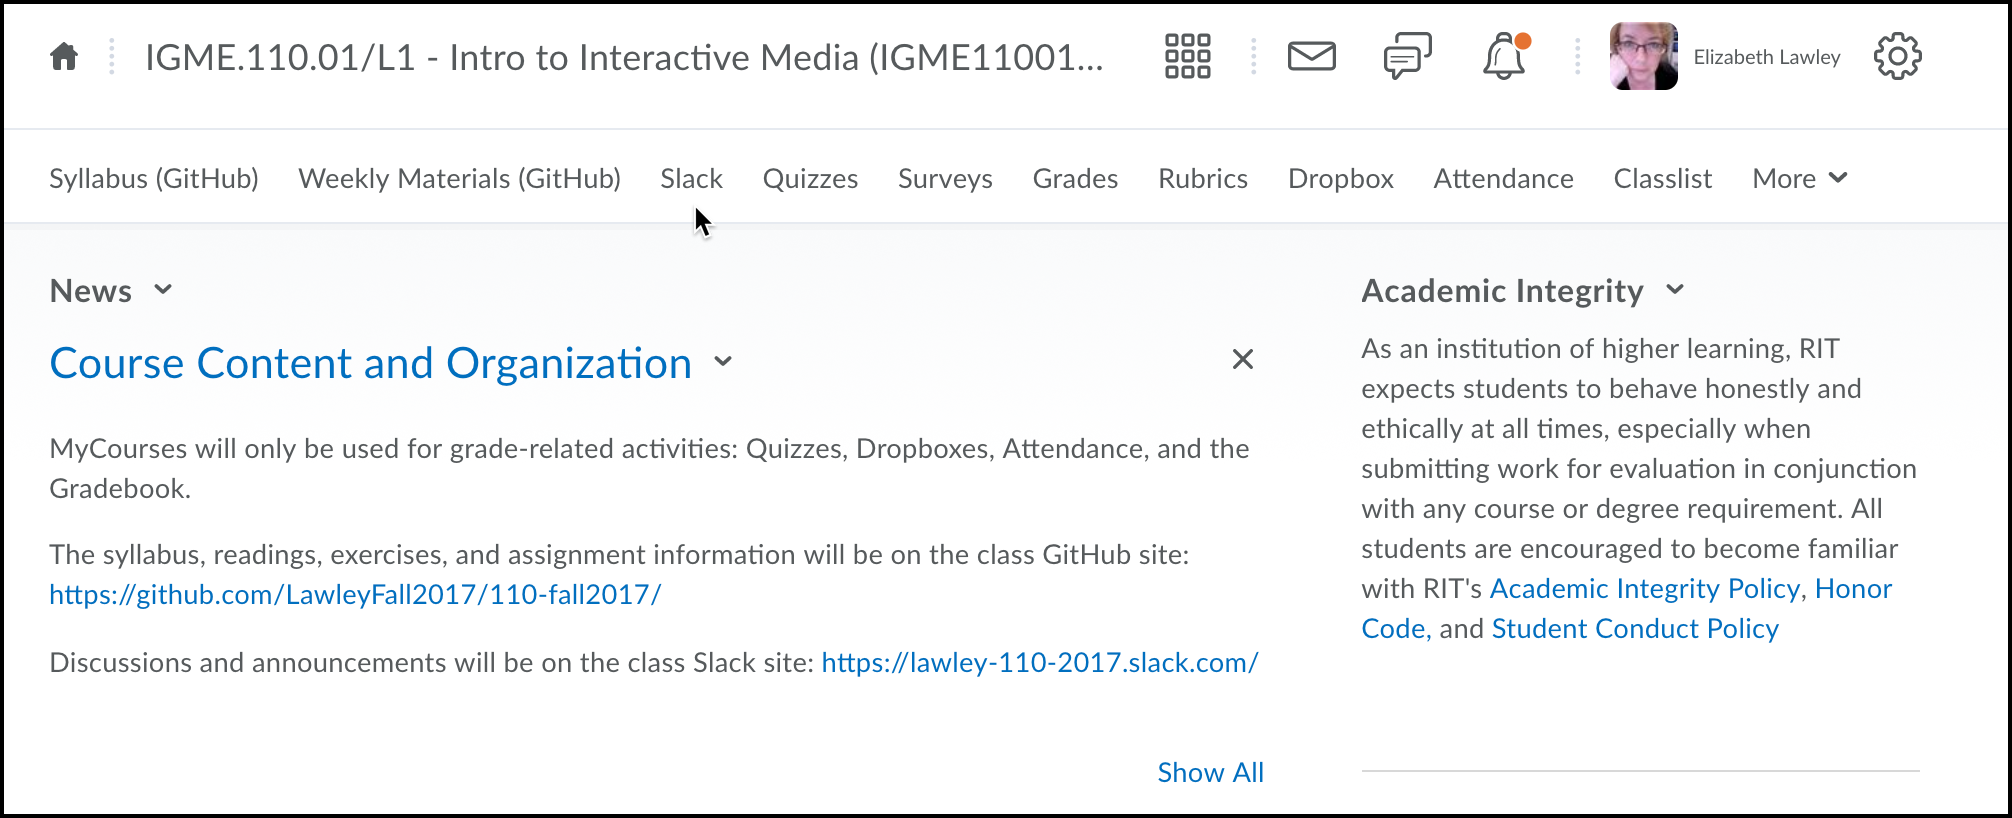 IGME.110.01/L1 - Intro to Interactive Media (IGME11001...
Elizabeth Lawley
Syllabus (GitHub) Weekly Materials (GitHub) Slack Quizzes Surveys Grades Rubrics Dropbox Attendance Classlist More
News
Course Content and Organization
MyCourses will only be used for grade-related activities: Quizzes, Dropboxes, Attendance, and the
Gradebook.
The syllabus, readings, exercises, and assignment information will be on the class GitHub site:
https://github.com/LawleyFall2017/110-fall2017/
Discussions and announcements will be on the class Slack site: https://lawley-110-2017.slack.com/
Show All
Academic Integrity
As an institution of higher learning, RIT
expects students to behave honestly and
ethically at all times, especially when
submitting work for evaluation in conjunction
with any course or degree requirement. All
students are encouraged to become familiar
with RIT's Academic Integrity Policy, Honor
Code, and Student Conduct Policy